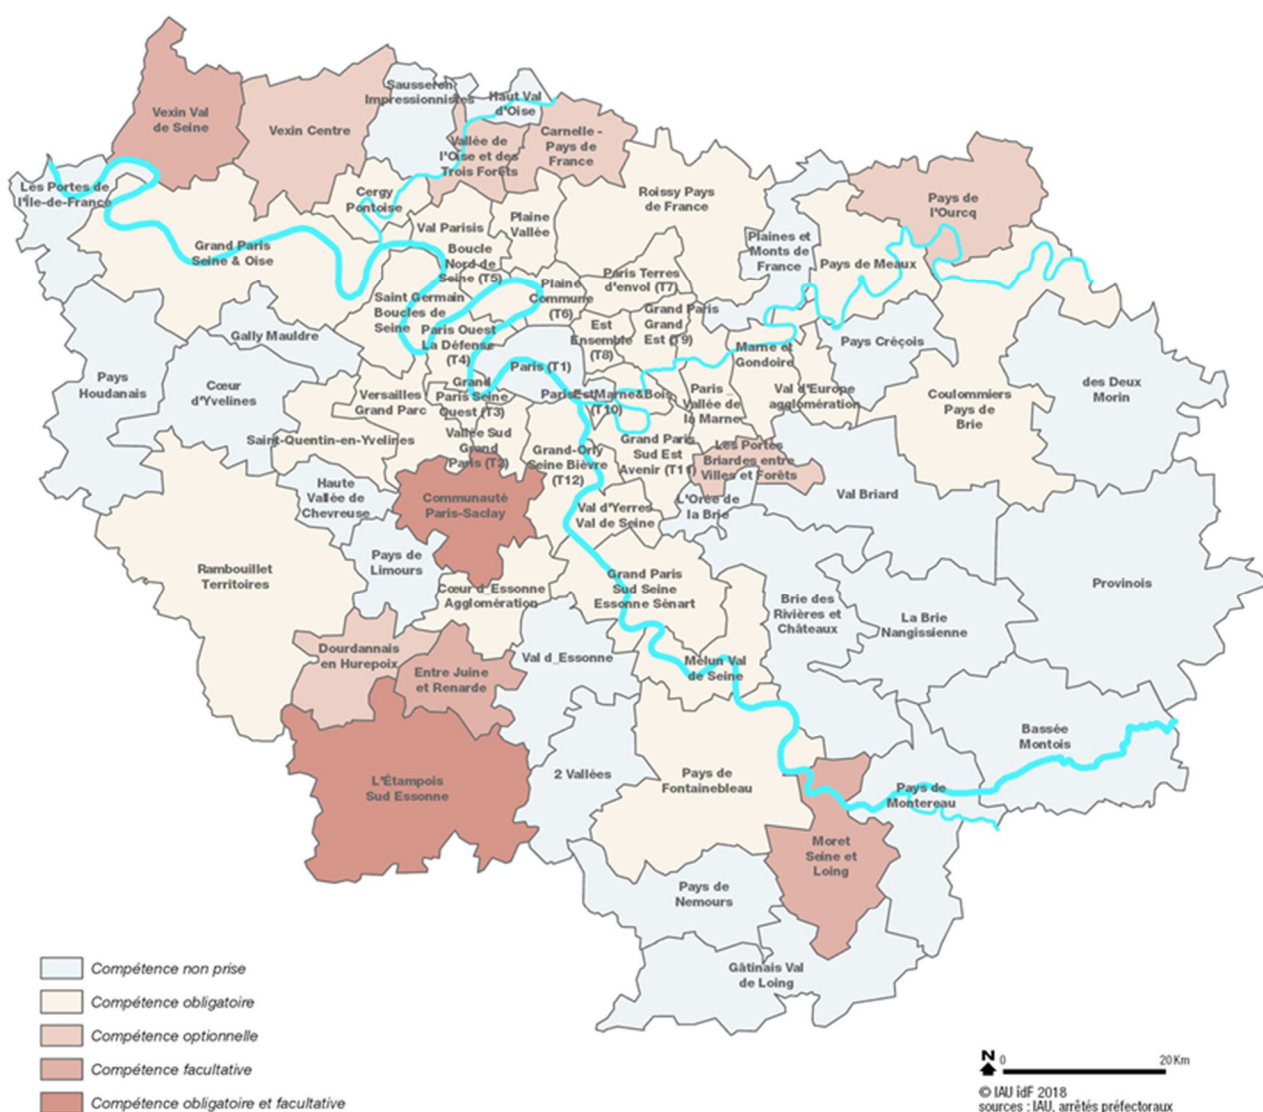 Vexin Val
de Seine
Vexin Centre
Sausseron
Impressionnistes
Haut Val
d'Oise
Vallée de
l'Oise et des
Trois Forêts
Carnelle -
Pays de
France
Les Portes de
l'Île-de-France
Cergy
Pontoise
Roissy Pays
de France
Pays de
l'Ourcq
Grand Paris
Seine & Oise
Val Parisis
Plaine
Vallée
Boucle
Nord de
Seine (T5)
Plaines et
Monts de
France
Pays de Meaux
Paris Terres
d'envol (T7)
Saint Germain
Boucles de
Seine
Plaine
Commune
(T6)
Grand Paris
Grand
Est (T9)
Gally Mauldre
Paris Ouest
La Défense
(T4)
Est
Ensemble
(T8)
Marne et
Gondoire
Pays Créçois
Paris (T1)
Pays
Houdanais
Cœur
d'Yvelines
Versailles
Grand Parc
Grand
Paris Seine
Ouest (T3)
ParisEstMarne&Bois
(T10)
Paris _
Vallée de
la Marne
Val d'Europe
agglomération
Coulommiers
Pays de
Brie
des Deux
Morin
Saint-Quentin-en-Yvelines
Vallée Sud
Grand
Paris (T2)
Grand-Orly
Seine Bièvre
(T12)
Grand Paris
Sud Est
Avenir (T11)
Les Portes
Briardes entre
Villes et Forêts
Haute
Vallée de
Chevreuse
Communauté
Paris-Saclay
Val d'Yerres
Val de Seine
L'Orée de
la Brie
Val Briard
Rambouillet
Territoires
Pays de
Limours
Cœur d_Essonne
Agglomération
Grand Paris
Sud Seine
Essonne Sénart
Brie des
Rivières et
Châteaux
La Brie
Nangissienne
Provinois
Dourdannais
en Hurepoix
Entre Juine
et Renarde
Val d_Essonne
Melun Val
de Seine
Bassée
Montois
L'Étampois
Sud Essonne
2 Vallées
Pays de
Fontainebleau
Pays de
Montereau
Moret
Seine et
Loing
Pays de
Nemours
Gâtinais Val
de Loing
Compétence non prise
Compétence obligatoire
Compétence optionnelle
Compétence facultative
Compétence obligatoire et facultative
N
0 20 Km
© IAU îdF 2018
sources : IAU, arrêtés préfectoraux